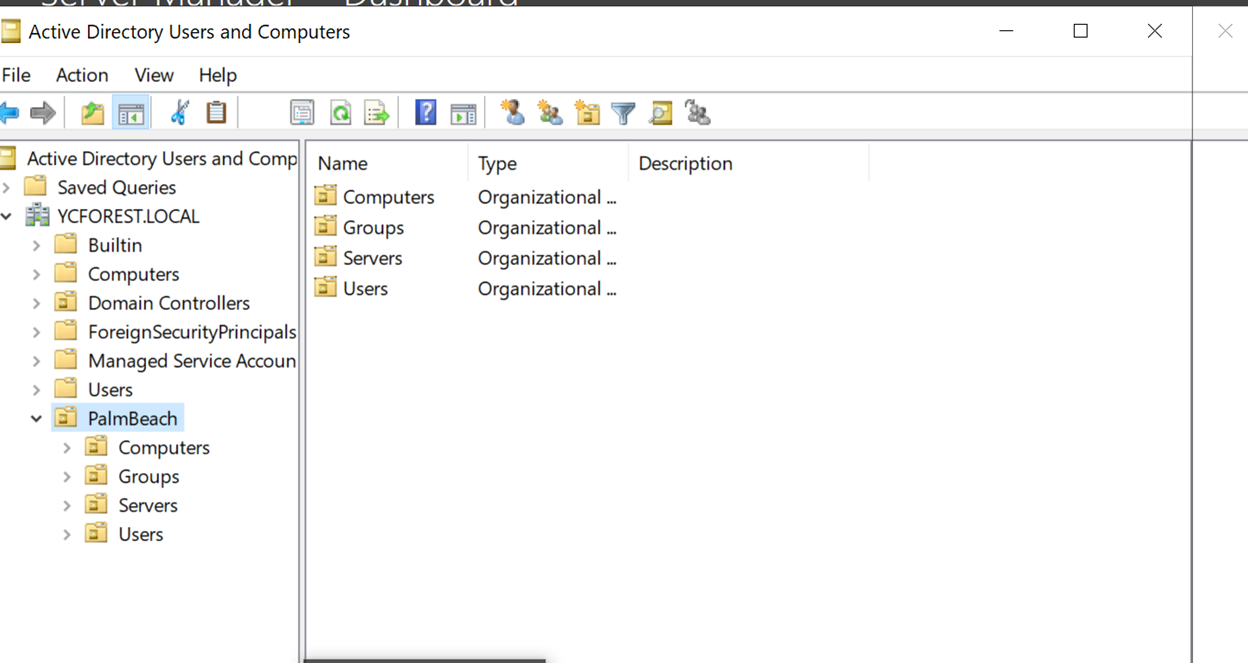 Server Manager Dashboard
Active Directory Users and Computers
File Action View Help
Active Directory Users and Comp
Saved Queries
YCFOREST.LOCAL
Builtin
Computers
Domain Controllers
ForeignSecurityPrincipals
Managed Service Accoun
Users
PalmBeach
Computers
Groups
Servers
Users
Name Type Description
Computers Organizational ...
Groups Organizational ...
Servers Organizational ...
Users Organizational ...